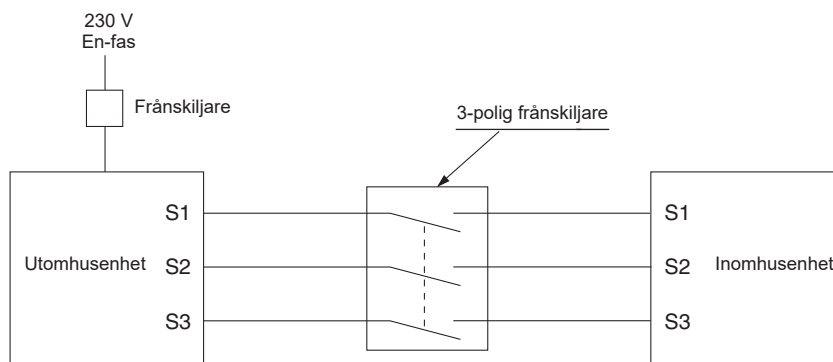 230 V
En-fas
Frånskiljare
3-polig frånskiljare
Utomhusenhet
S1
S2
S3
S1
S2
S3
Inomhusenhet